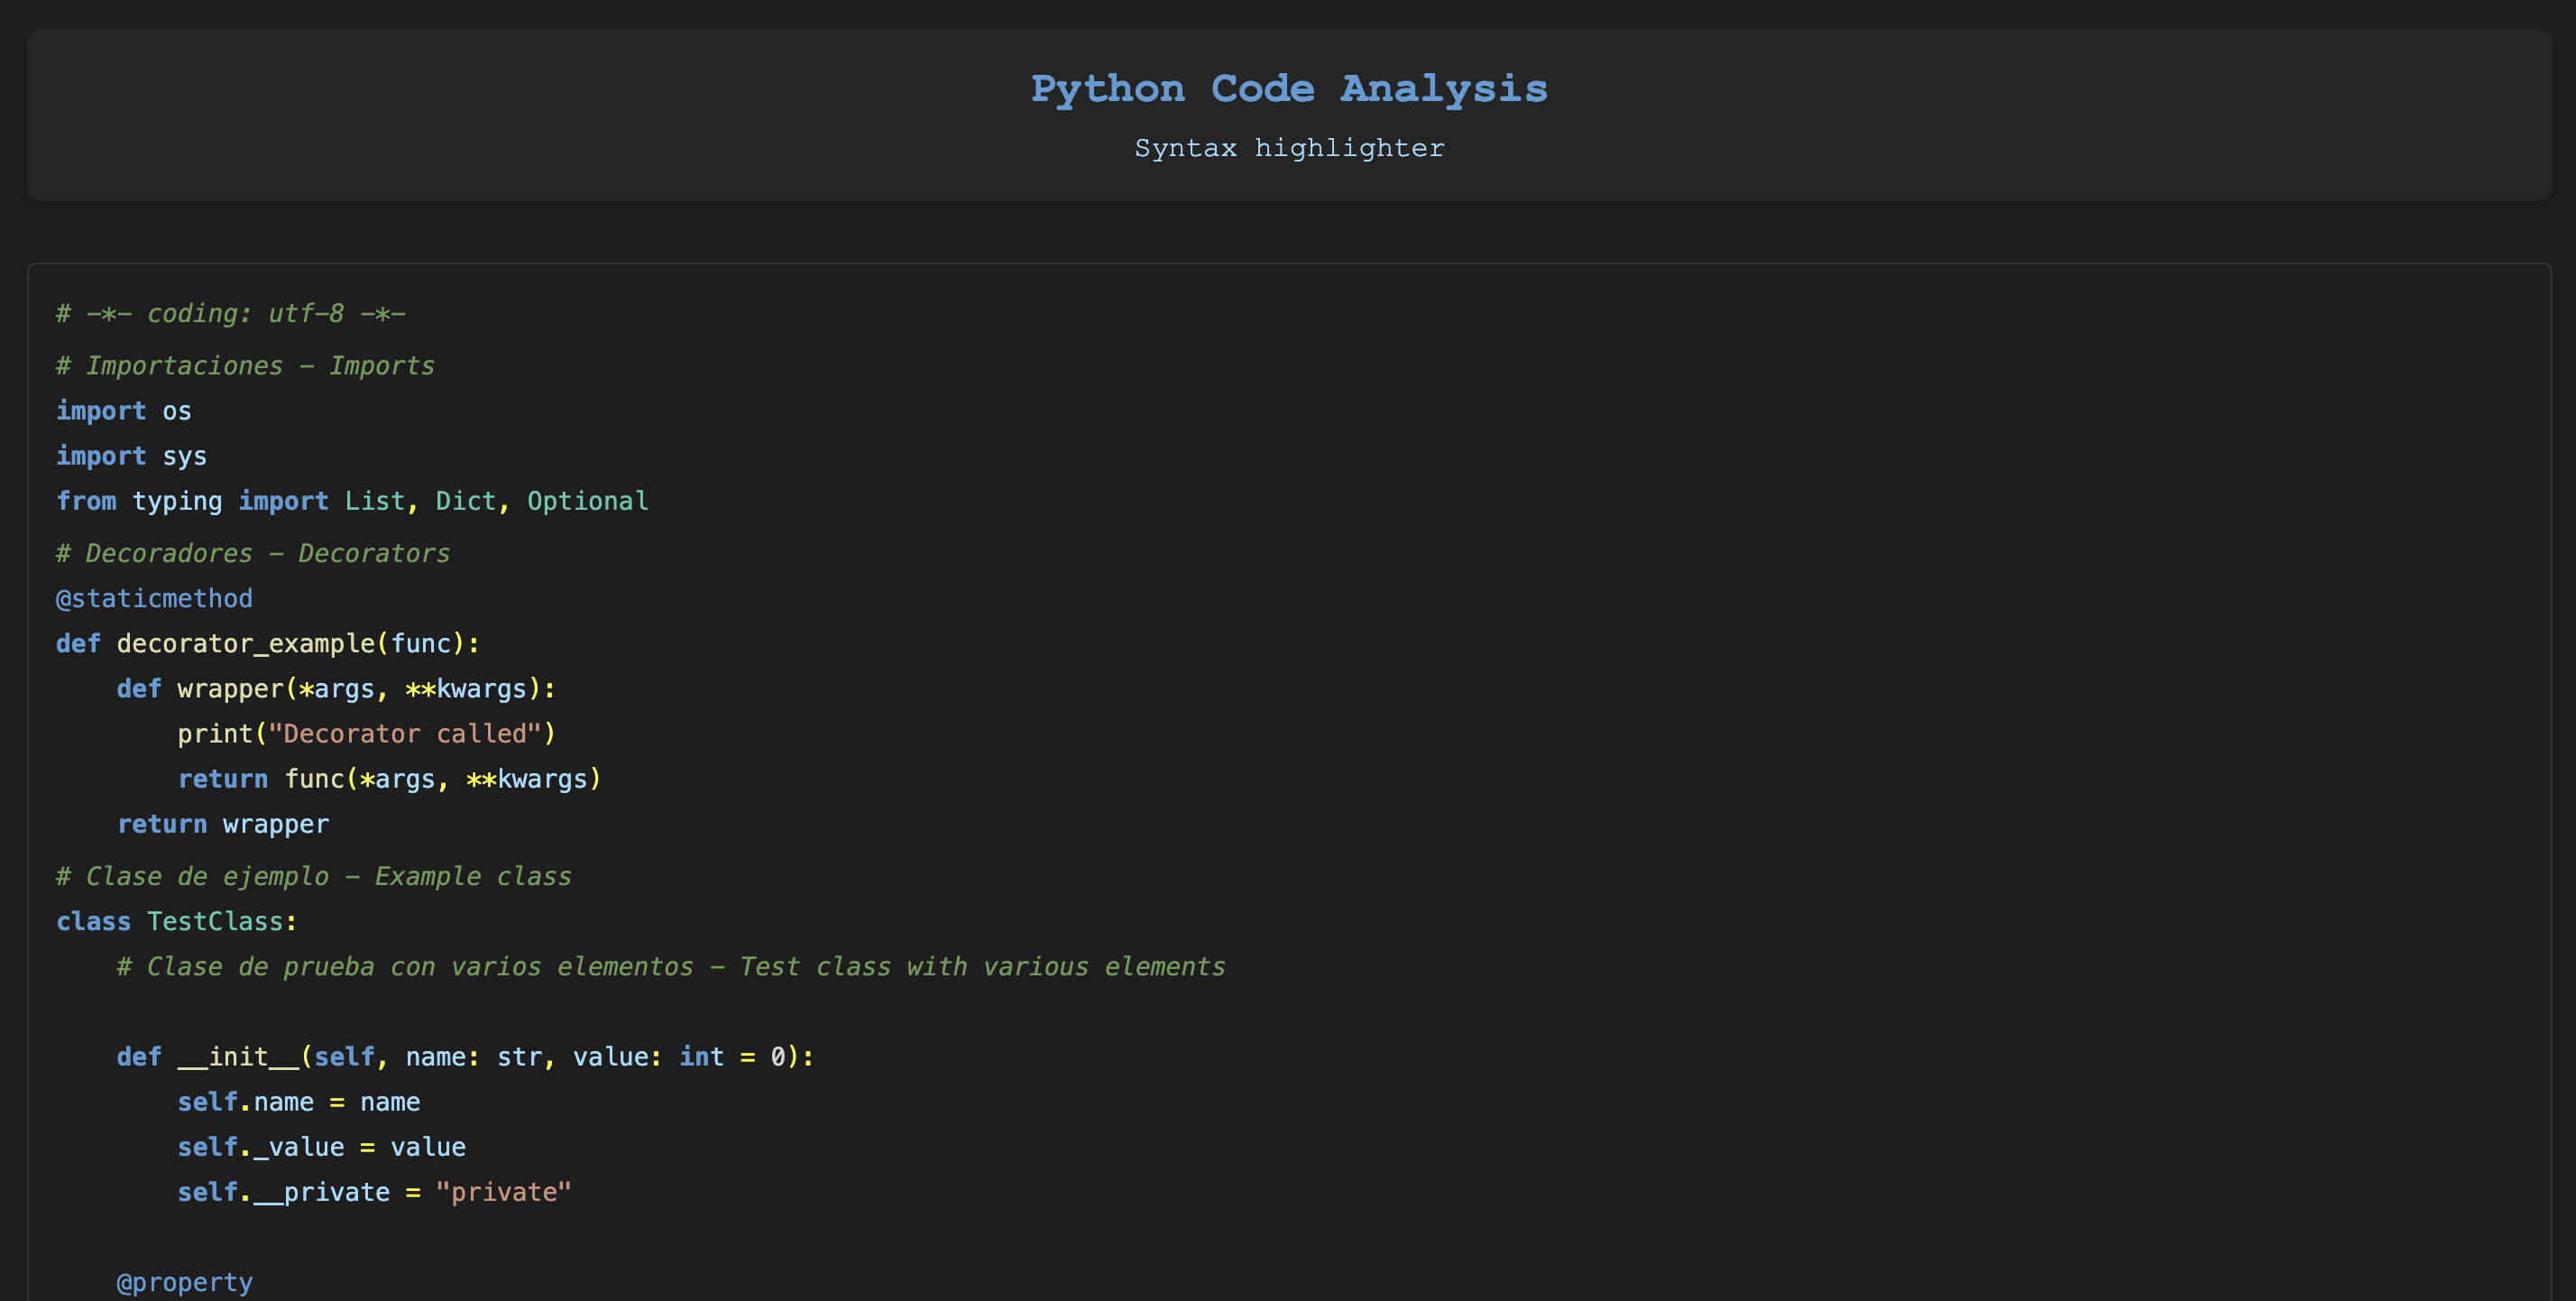 Python Code Analysis
Syntax highlighter
# -*- coding: utf-8 -*-
# Importaciones - Imports
import os
import sys
from typing import List, Dict, Optional
# Decoradores - Decorators
@staticmethod
def decorator_example(func):
    def wrapper(*args, **kwargs):
        print("Decorator called")
        return func(*args, **kwargs)
    return wrapper
# Clase de ejemplo - Example class
class TestClass:
    # Clase de prueba con varios elementos - Test class with various elements
    def __init__(self, name: str, value: int = 0):
        self.name = name
        self._value = value
        self.__private = "private"
    @property